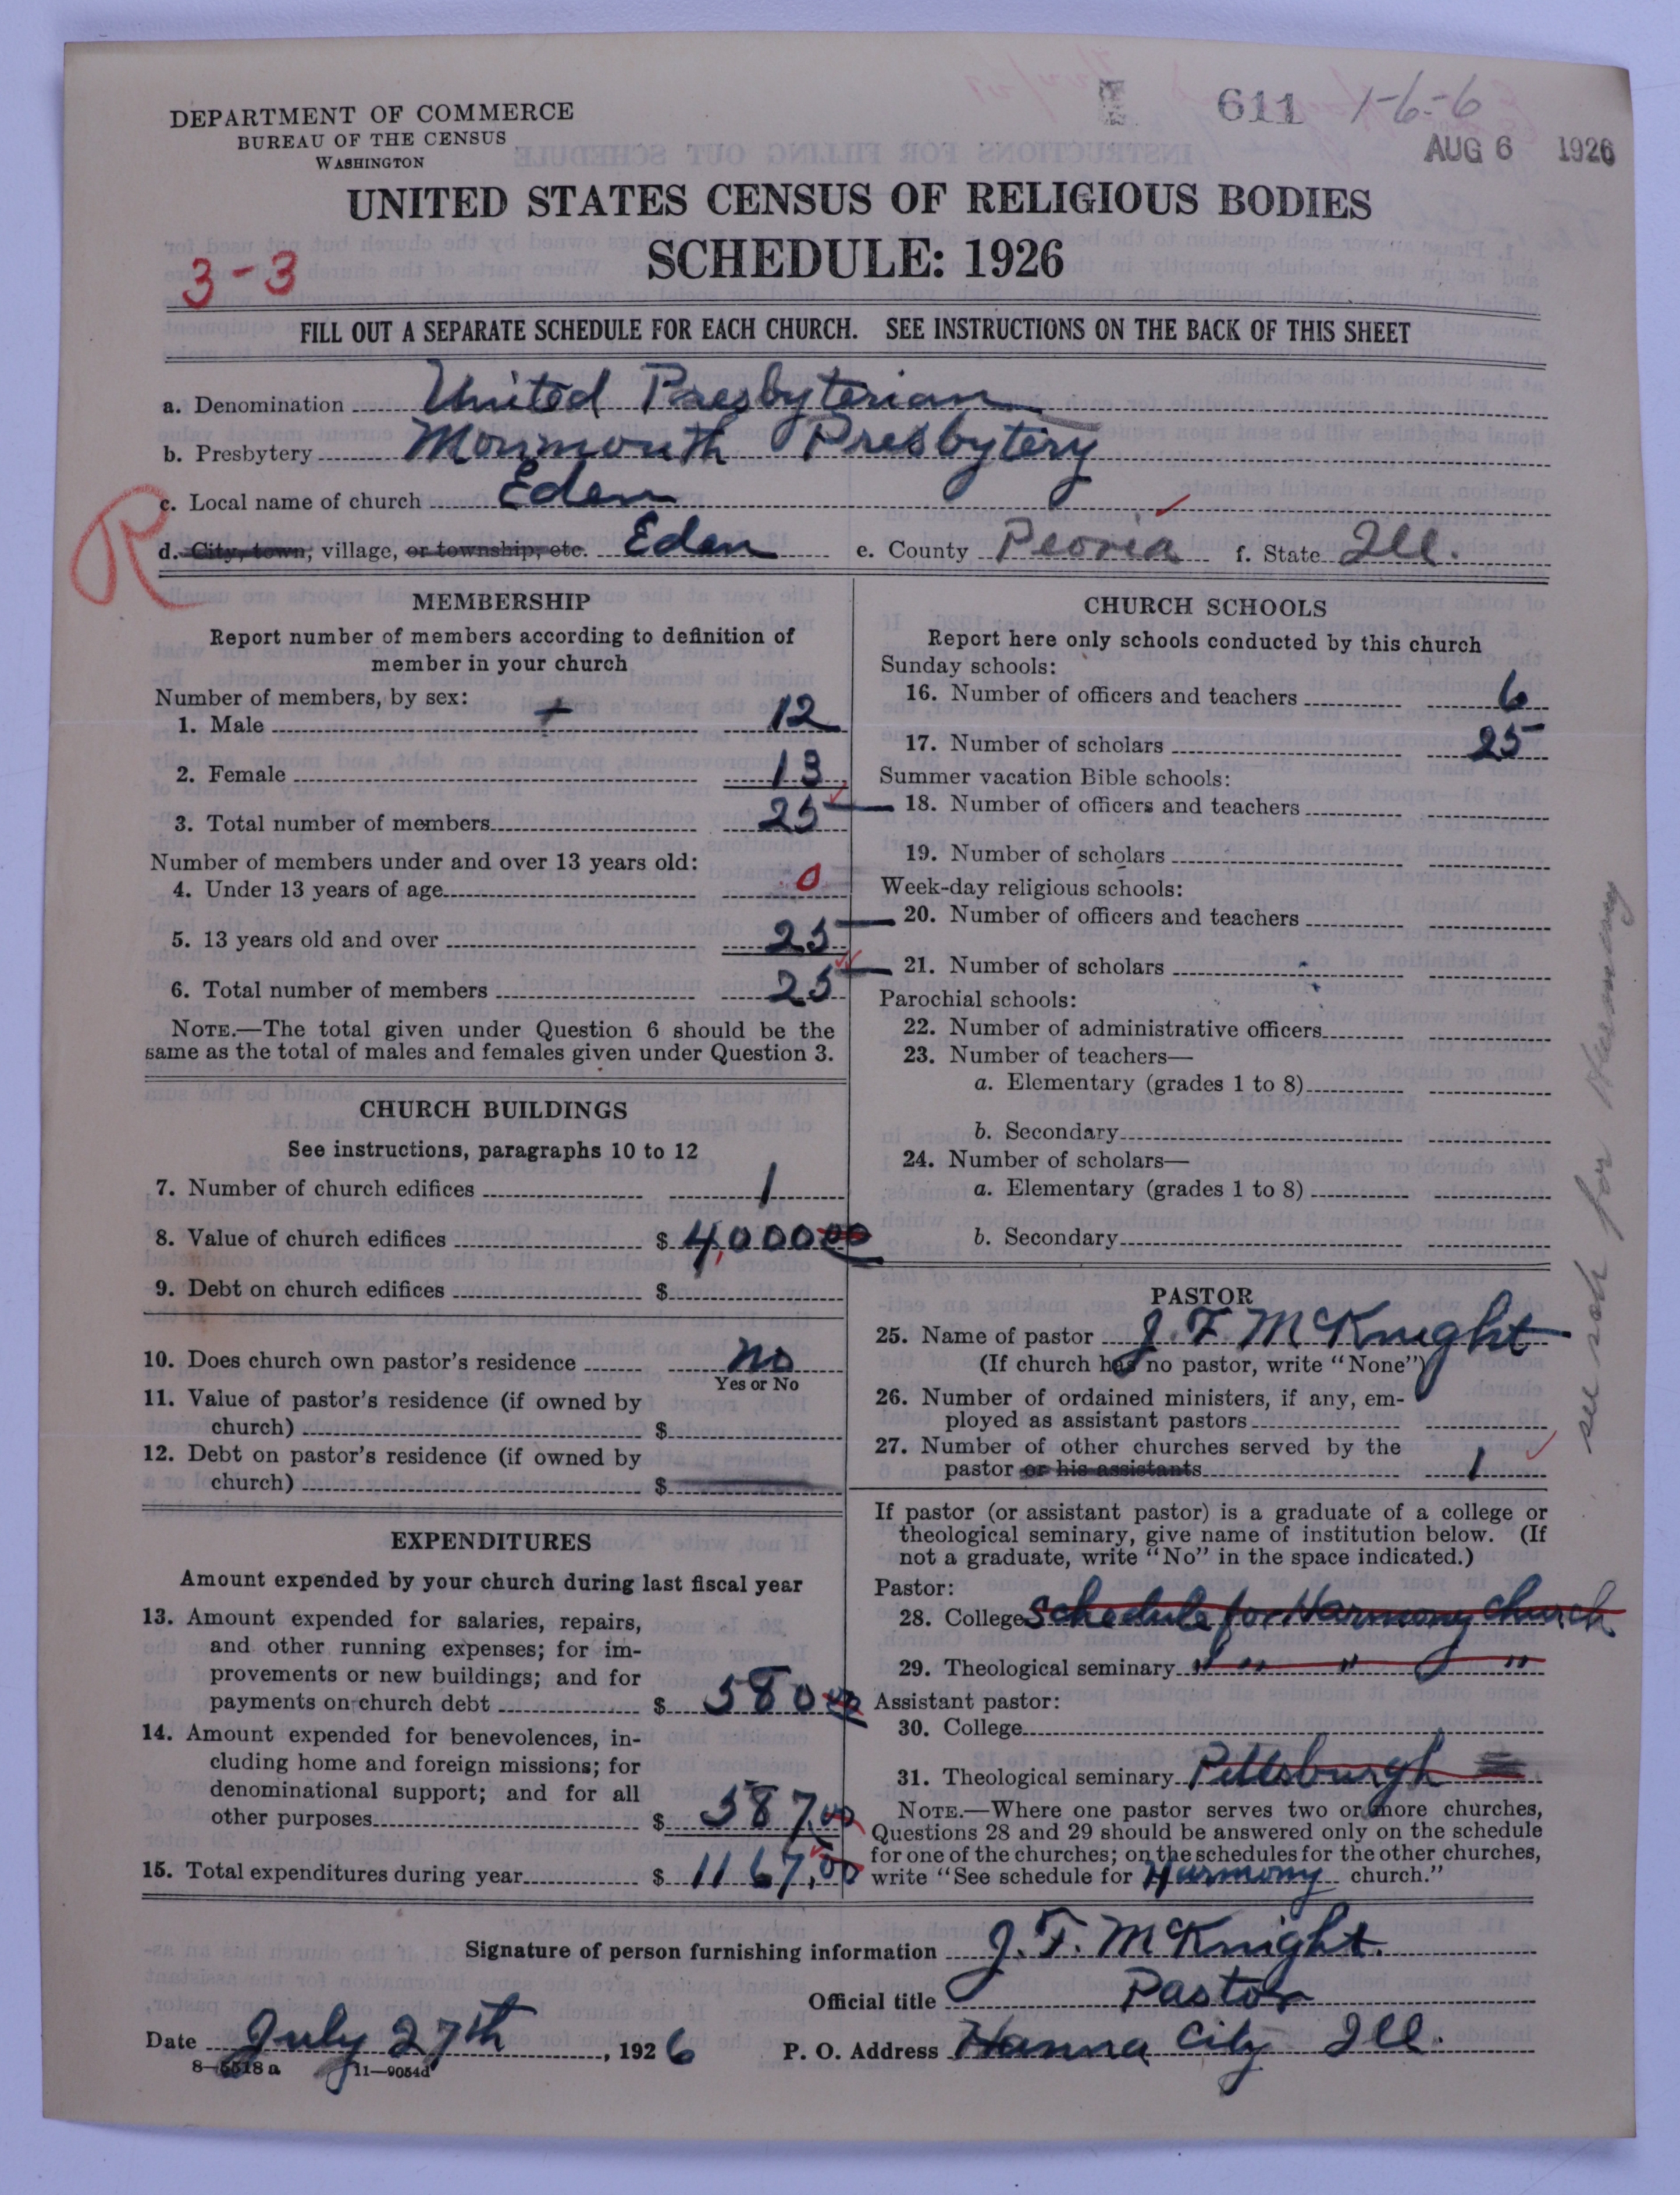 611 1-6-6
AUG 6 1926
DEPARTMENT OF COMMERCE
BUREAU OF THE CENSUS
WASHINGTON
UNITED STATES CENSUS OF RELIGIOUS BODIES
SCHEDULE: 1926
3-3
FILL OUT A SEPARATE SCHEDULE FOR EACH CHURCH. SEE INSTRUCTIONS ON THE BACK OF THIS SHEET
a. Denomination United Presbyterian
b. Presbytery Monmouth Presbytery
c. Local name of church Eden
R
d. City, town, village, or township, etc. Eden e. County Peoria f. State Ill.
MEMBERSHIP
Report number of members according to definition of
member in your church
Number of members, by sex:
1. Male 12
2. Female 13
3. Total number of members 25
Number of members under and over 13 years old:
4. Under 13 years of age 0
5. 13 years old and over 25
6. Total number of members 25
NOTE.—The total given under Question 6 should be the
same as the total of males and females given under Question 3.
CHURCH BUILDINGS
See instructions, paragraphs 10 to 12
7. Number of church edifices 1
8. Value of church edifices $ 4,000 00
9. Debt on church edifices $
10. Does church own pastor's residence no
Yes or No
11. Value of pastor's residence (if owned by
church) $
12. Debt on pastor's residence (if owned by
church) $
EXPENDITURES
Amount expended by your church during last fiscal year
13. Amount expended for salaries, repairs,
and other running expenses; for im-
provements or new buildings; and for
payments on church debt $ 580 00
14. Amount expended for benevolences, in-
cluding home and foreign missions; for
denominational support; and for all
other purposes $ 587.00
15. Total expenditures during year $ 1167.00
CHURCH SCHOOLS
Report here only schools conducted by this church
Sunday schools:
16. Number of officers and teachers 6
17. Number of scholars 25
Summer vacation Bible schools:
18. Number of officers and teachers
19. Number of scholars
Week-day religious schools:
20. Number of officers and teachers
21. Number of scholars
Parochial schools:
22. Number of administrative officers
23. Number of teachers—
a. Elementary (grades 1 to 8)
b. Secondary
24. Number of scholars—
a. Elementary (grades 1 to 8)
b. Secondary
PASTOR
25. Name of pastor J. F. McKnight
(If church has no pastor, write "None")
26. Number of ordained ministers, if any, em-
ployed as assistant pastors
27. Number of other churches served by the
pastor or his assistants 1
If pastor (or assistant pastor) is a graduate of a college or
theological seminary, give name of institution below. (If
not a graduate, write "No" in the space indicated.)
Pastor:
28. College Schedule for Harmony Church
29. Theological seminary " " " "
Assistant pastor:
30. College
31. Theological seminary Pittsburgh
NOTE.—Where one pastor serves two or more churches,
Questions 28 and 29 should be answered only on the schedule
for one of the churches; on the schedules for the other churches,
write "See schedule for Harmony church."
see sch for Harmony
Signature of person furnishing information J. F. McKnight.
Official title Pastor
Date July 27th, 1926 P. O. Address Hanna City Ill.
8—5518 a 11—9054d